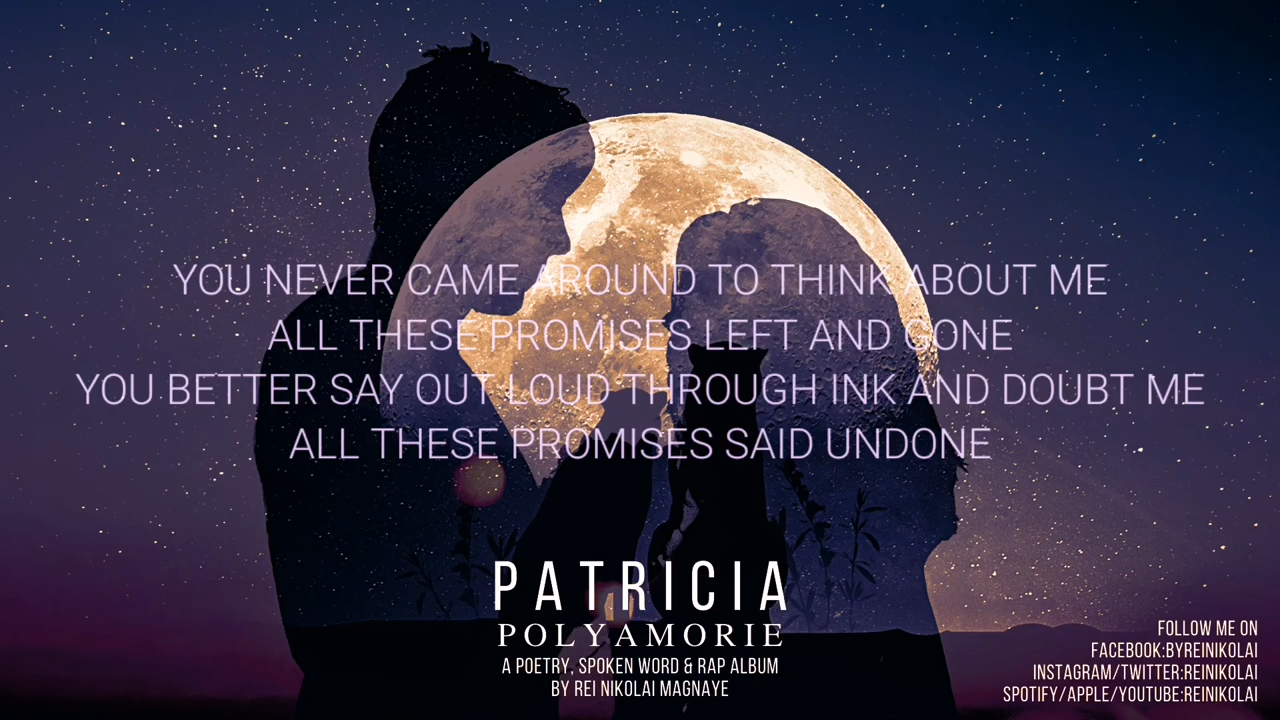 YOU NEVER CAME AROUND TO THINK ABOUT ME
ALL THESE PROMISES LEFT AND GONE
YOU BETTER SAY OUT LOUD THROUGH INK AND DOUBT ME
ALL THESE PROMISES SAID UNDONE
PATRICIA
POLYAMORIE
A POETRY, SPOKEN WORD & RAP ALBUM
BY REI NIKOLAI MAGNAYE
FOLLOW ME ON
FACEBOOK:BYREINIKOLAI
INSTAGRAM/TWITTER:REINIKOLAI
SPOTIFY/APPLE/YOUTUBE:REINIKOLAI